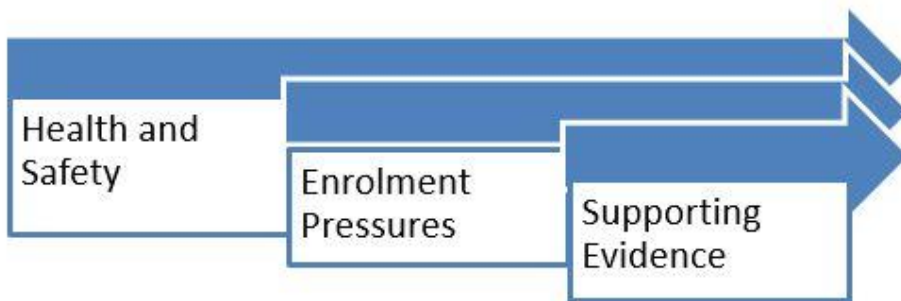 Health and
Safety
Enrolment
Pressures
Supporting
Evidence